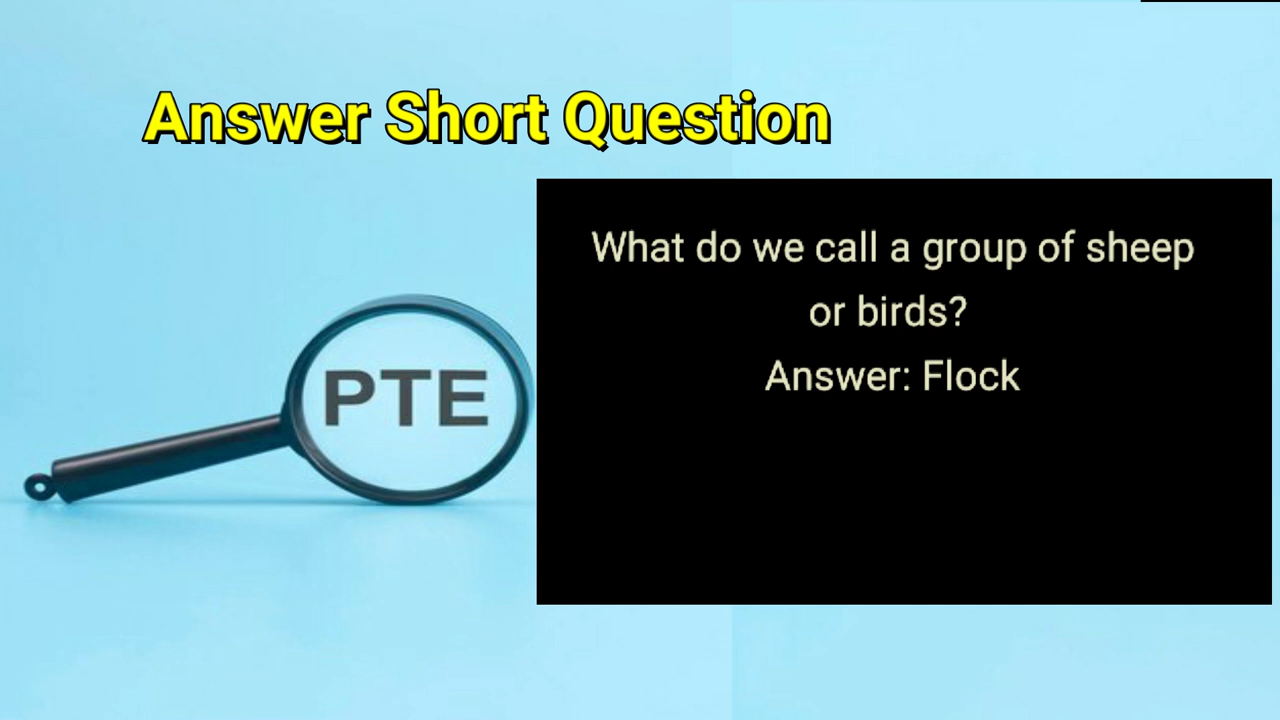 Answer Short Question
What do we call a group of sheep
or birds?
PTE
Answer: Flock